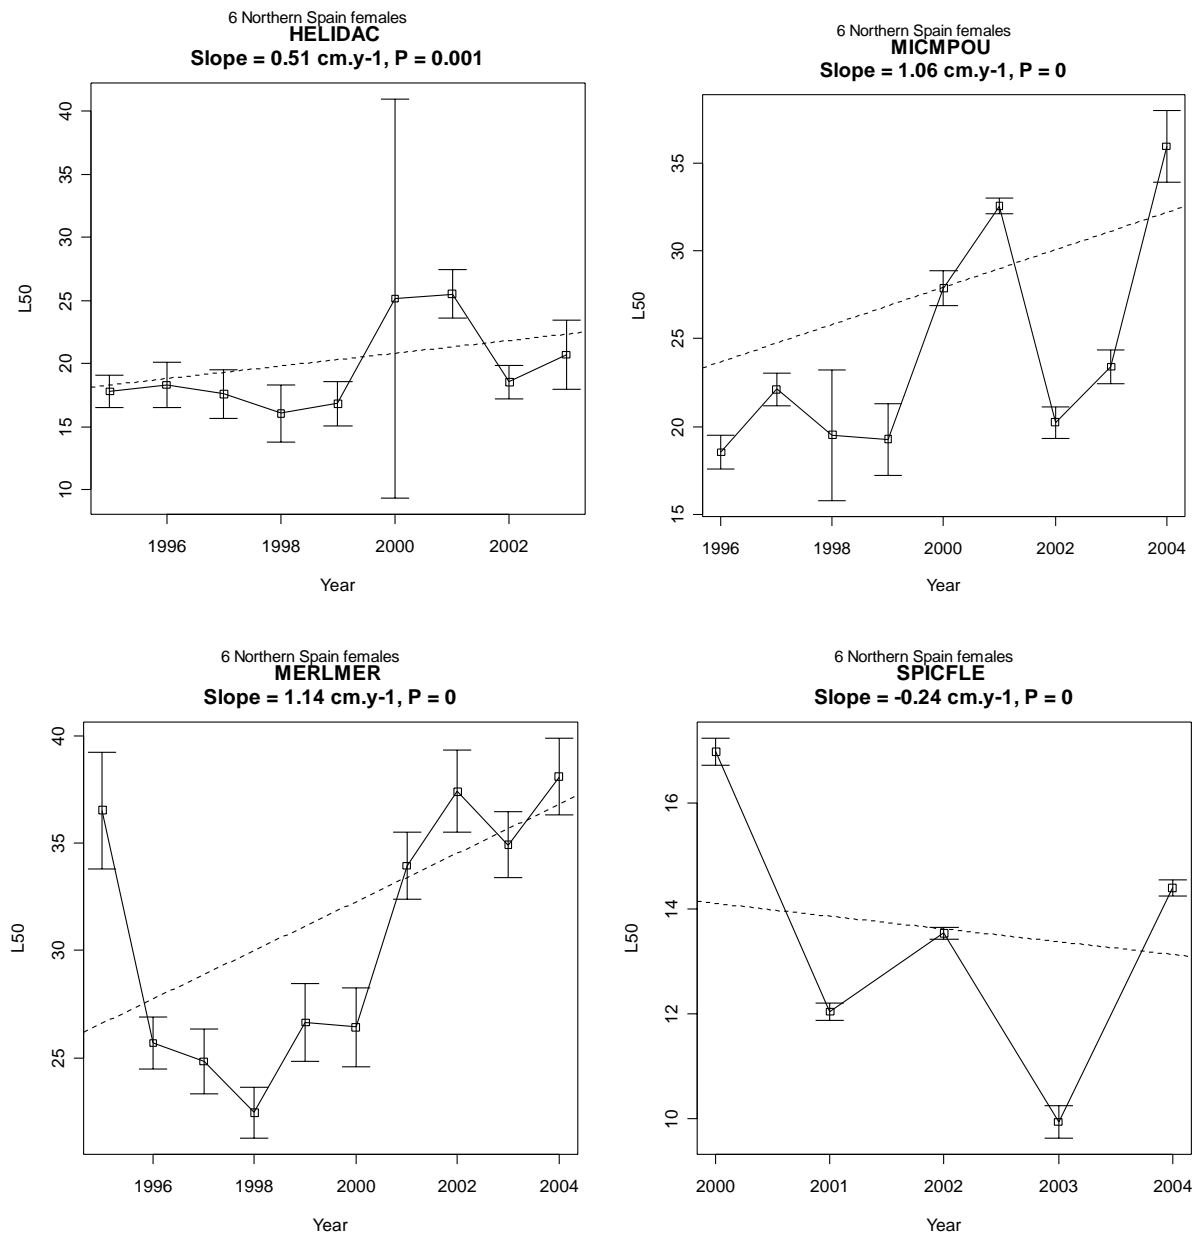 6 Northern Spain females
HELIDAC
Slope = 0.51 cm.y-1, P = 0.001
40
35
30
25
20
15
10
L50
1996 1998 2000 2002
Year
6 Northern Spain females
MICMPOU
Slope = 1.06 cm.y-1, P = 0
35
30
25
20
15
L50
1996 1998 2000 2002 2004
Year
6 Northern Spain females
MERLMER
Slope = 1.14 cm.y-1, P = 0
40
35
30
25
L50
1996 1998 2000 2002 2004
Year
6 Northern Spain females
SPICFLE
Slope = -0.24 cm.y-1, P = 0
16
14
12
10
L50
2000 2001 2002 2003 2004
Year